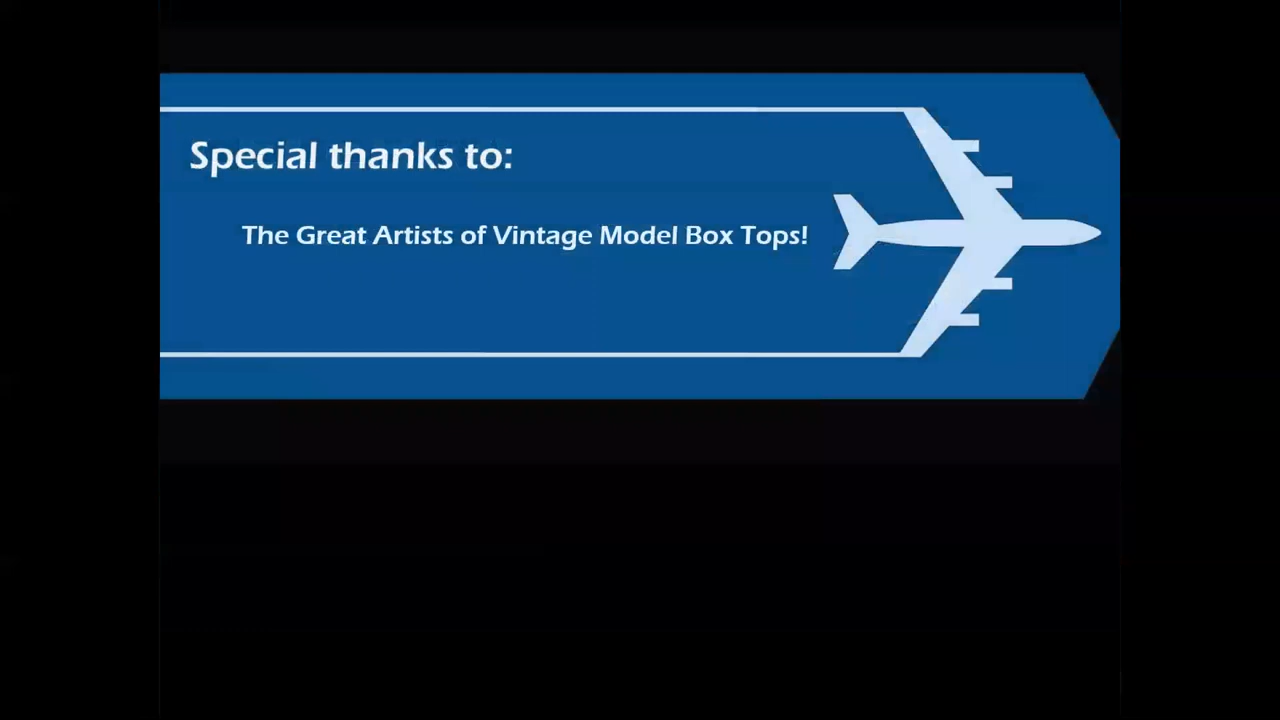 Special thanks to:
The Great Artists of Vintage Model Box Tops!